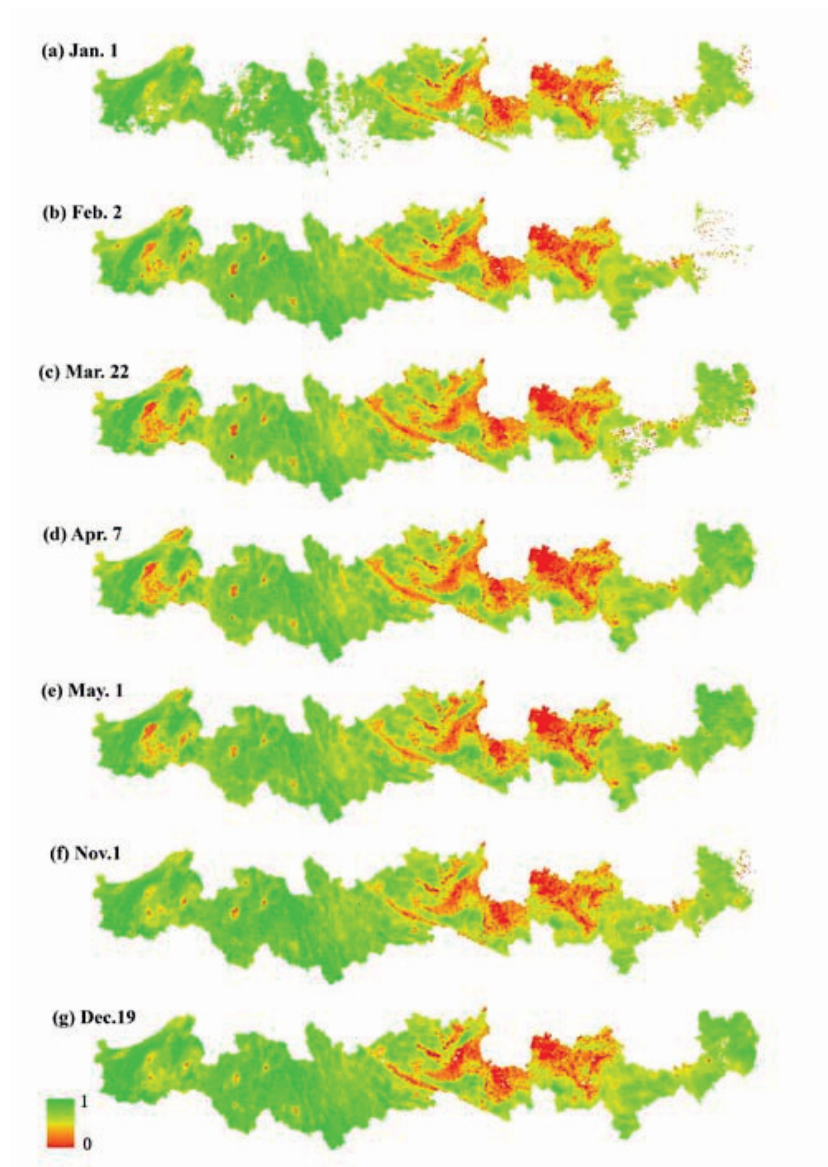 (a) Jan. 1
(b) Feb. 2
(c) Mar. 22
(d) Apr. 7
(e) May. 1
(f) Nov.1
(g) Dec.19
1
0